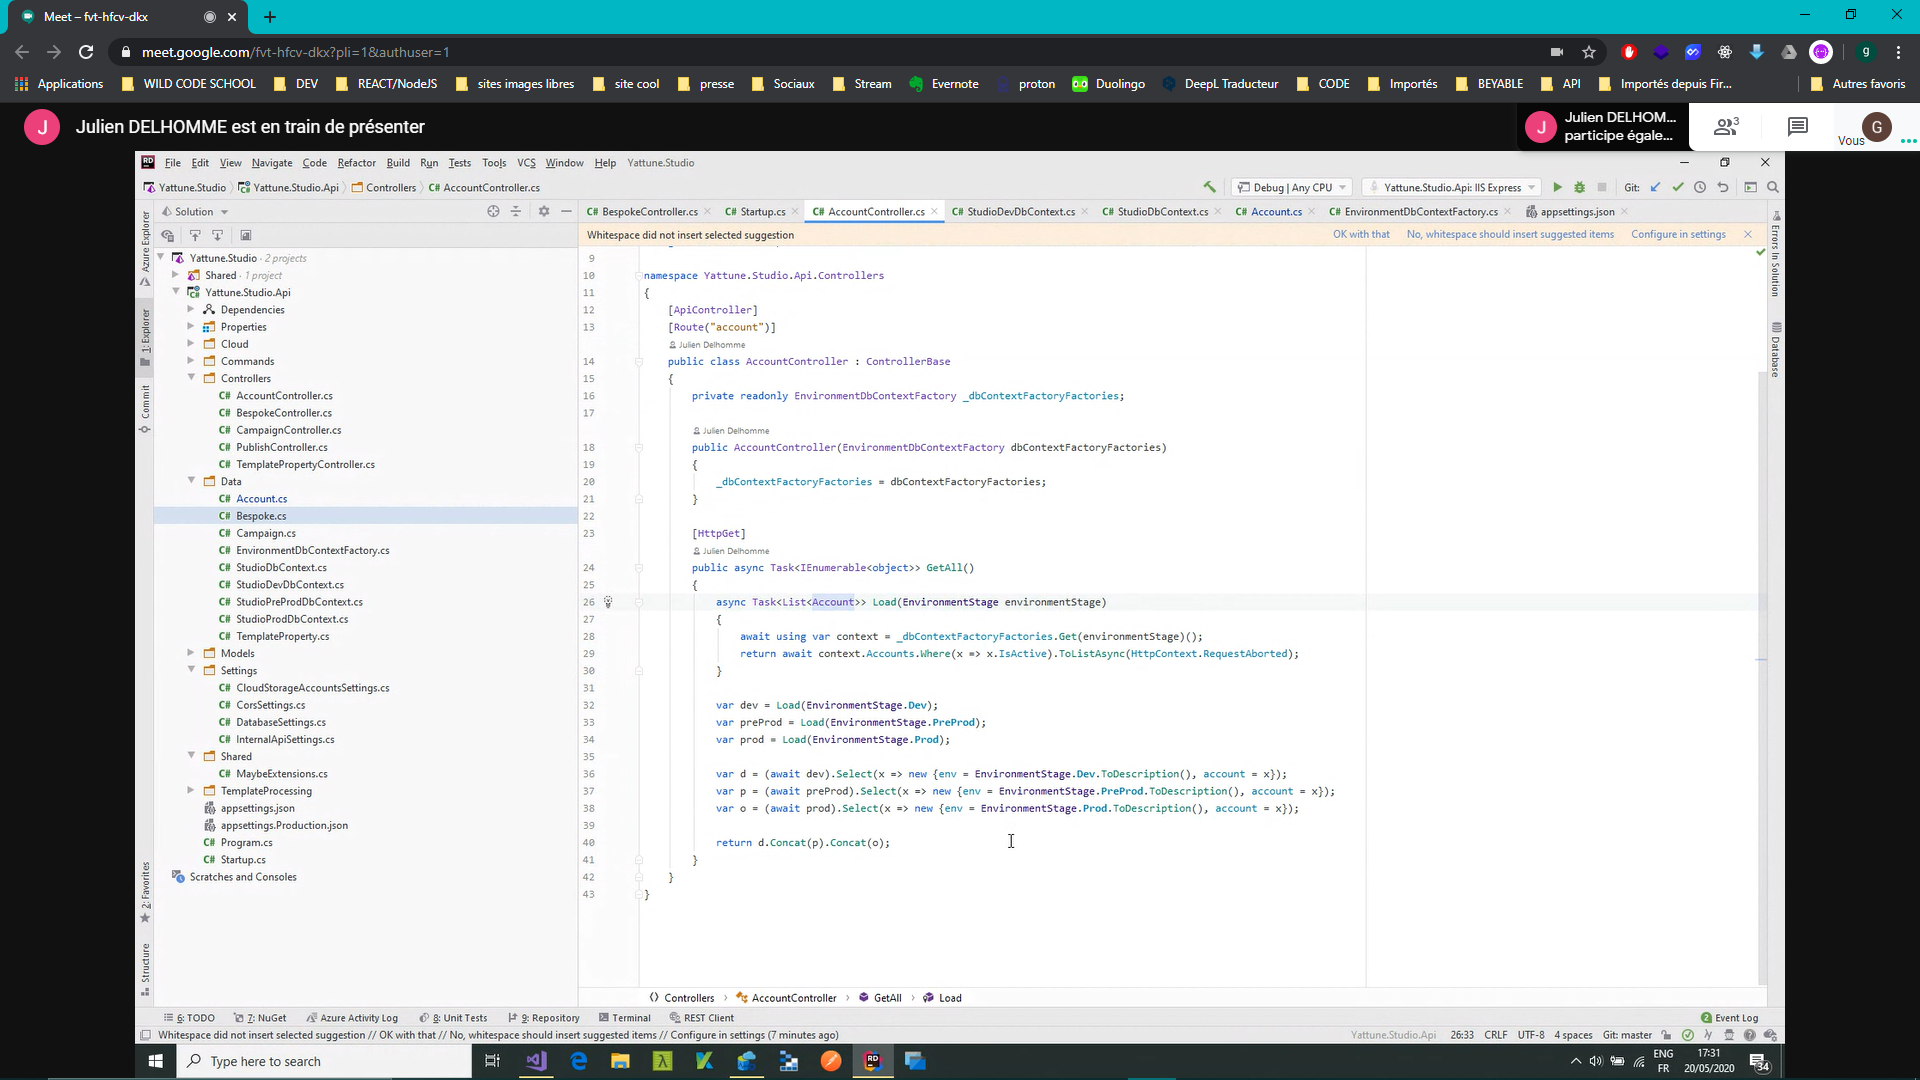 Meet – fvt-hfcv-dkx
meet.google.com/fvt-hfcv-dkx?pli=1&authuser=1
g
Applications WILD CODE SCHOOL DEV REACT/NodeJS sites images libres site cool presse Sociaux Stream Evernote proton Duolingo DeepL Traducteur CODE Importés BEYABLE API Importés depuis Fir... Autres favoris
J Julien DELHOMME est en train de présenter
J Julien DELHOM...
participe égale...
3
Vous
G
RD File Edit View Navigate Code Refactor Build Run Tests Tools VCS Window Help Yattune.Studio
Yattune.Studio Yattune.Studio.Api Controllers C# AccountController.cs
Debug | Any CPU Yattune.Studio.Api: IIS Express Git:
Solution
C# BespokeController.cs C# Startup.cs C# AccountController.cs C# StudioDevDbContext.cs C# StudioDbContext.cs C# Account.cs C# EnvironmentDbContextFactory.cs appsettings.json
Whitespace did not insert selected suggestion OK with that No, whitespace should insert suggested items Configure in settings
Azure Explorer
1: Explorer
Commit
2: Favorites
Structure
Errors In Solution
Database
Yattune.Studio · 2 projects
Shared · 1 project
Yattune.Studio.Api
Dependencies
Properties
Cloud
Commands
Controllers
C# AccountController.cs
C# BespokeController.cs
C# CampaignController.cs
C# PublishController.cs
C# TemplatePropertyController.cs
Data
C# Account.cs
C# Bespoke.cs
C# Campaign.cs
C# EnvironmentDbContextFactory.cs
C# StudioDbContext.cs
C# StudioDevDbContext.cs
C# StudioPreProdDbContext.cs
C# StudioProdDbContext.cs
C# TemplateProperty.cs
Models
Settings
C# CloudStorageAccountsSettings.cs
C# CorsSettings.cs
C# DatabaseSettings.cs
C# InternalApiSettings.cs
Shared
C# MaybeExtensions.cs
TemplateProcessing
appsettings.json
appsettings.Production.json
C# Program.cs
C# Startup.cs
Scratches and Consoles
9
10 namespace Yattune.Studio.Api.Controllers
11 {
12 [ApiController]
13 [Route("account")]
Julien Delhomme
14 public class AccountController : ControllerBase
15 {
16 private readonly EnvironmentDbContextFactory _dbContextFactoryFactories;
17
Julien Delhomme
18 public AccountController(EnvironmentDbContextFactory dbContextFactoryFactories)
19 {
20 _dbContextFactoryFactories = dbContextFactoryFactories;
21 }
22
23 [HttpGet]
Julien Delhomme
24 public async Task<IEnumerable<object>> GetAll()
25 {
26 async Task<List<Account>> Load(EnvironmentStage environmentStage)
27 {
28 await using var context = _dbContextFactoryFactories.Get(environmentStage)();
29 return await context.Accounts.Where(x => x.IsActive).ToListAsync(HttpContext.RequestAborted);
30 }
31
32 var dev = Load(EnvironmentStage.Dev);
33 var preProd = Load(EnvironmentStage.PreProd);
34 var prod = Load(EnvironmentStage.Prod);
35
36 var d = (await dev).Select(x => new {env = EnvironmentStage.Dev.ToDescription(), account = x});
37 var p = (await preProd).Select(x => new {env = EnvironmentStage.PreProd.ToDescription(), account = x});
38 var o = (await prod).Select(x => new {env = EnvironmentStage.Prod.ToDescription(), account = x});
39
40 return d.Concat(p).Concat(o);
41 }
42 }
43 }
Controllers AccountController GetAll Load
6: TODO 7: NuGet Azure Activity Log 8: Unit Tests 9: Repository Terminal REST Client 2 Event Log
Whitespace did not insert selected suggestion // OK with that // No, whitespace should insert suggested items // Configure in settings (7 minutes ago) Yattune.Studio.Api 26:33 CRLF UTF-8 4 spaces Git: master
Type here to search
RD
ENG
FR
17:31
20/05/2020
34